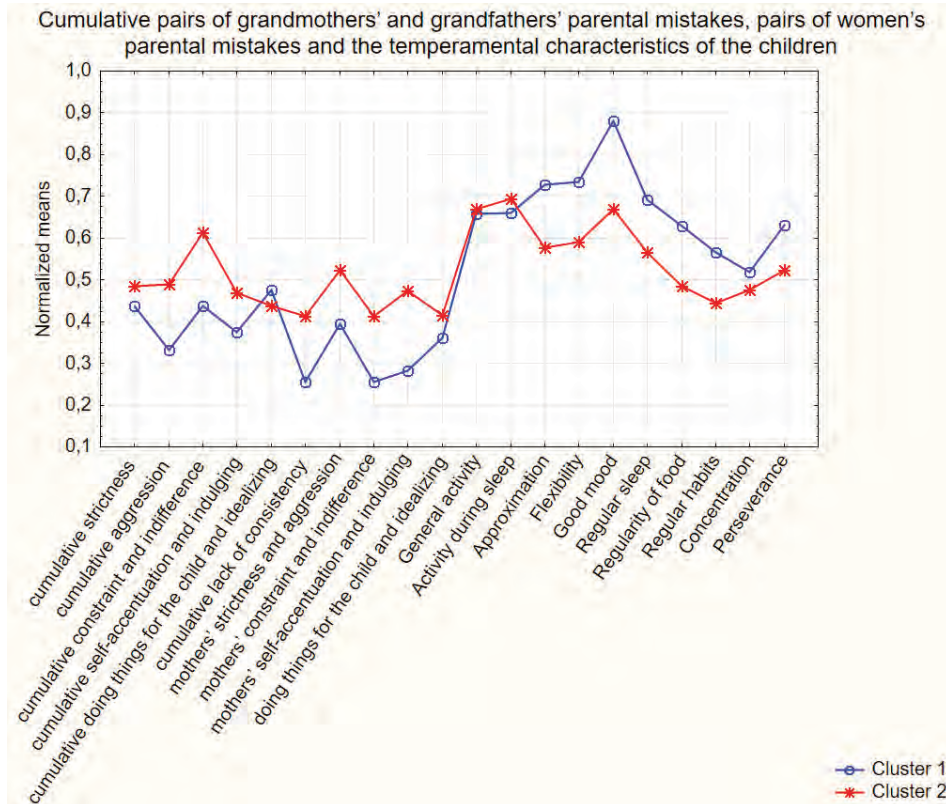 Cumulative pairs of grandmothers’ and grandfathers’ parental mistakes, pairs of women’s
parental mistakes and the temperamental characteristics of the children
1,0
0,9
0,8
0,7
0,6
0,5
0,4
0,3
0,2
0,1
Normalized means
cumulative strictness
cumulative aggression
cumulative constraint and indifference
cumulative self-accentuation and indulging
cumulative doing things for the child and idealizing
cumulative lack of consistency
mothers’ strictness and aggression
mothers’ constraint and indifference
mothers’ self-accentuation and indulging
doing things for the child and idealizing
General activity
Activity during sleep
Approximation
Flexibility
Good mood
Regular sleep
Regularity of food
Regular habits
Concentration
Perseverance
Cluster 1
Cluster 2